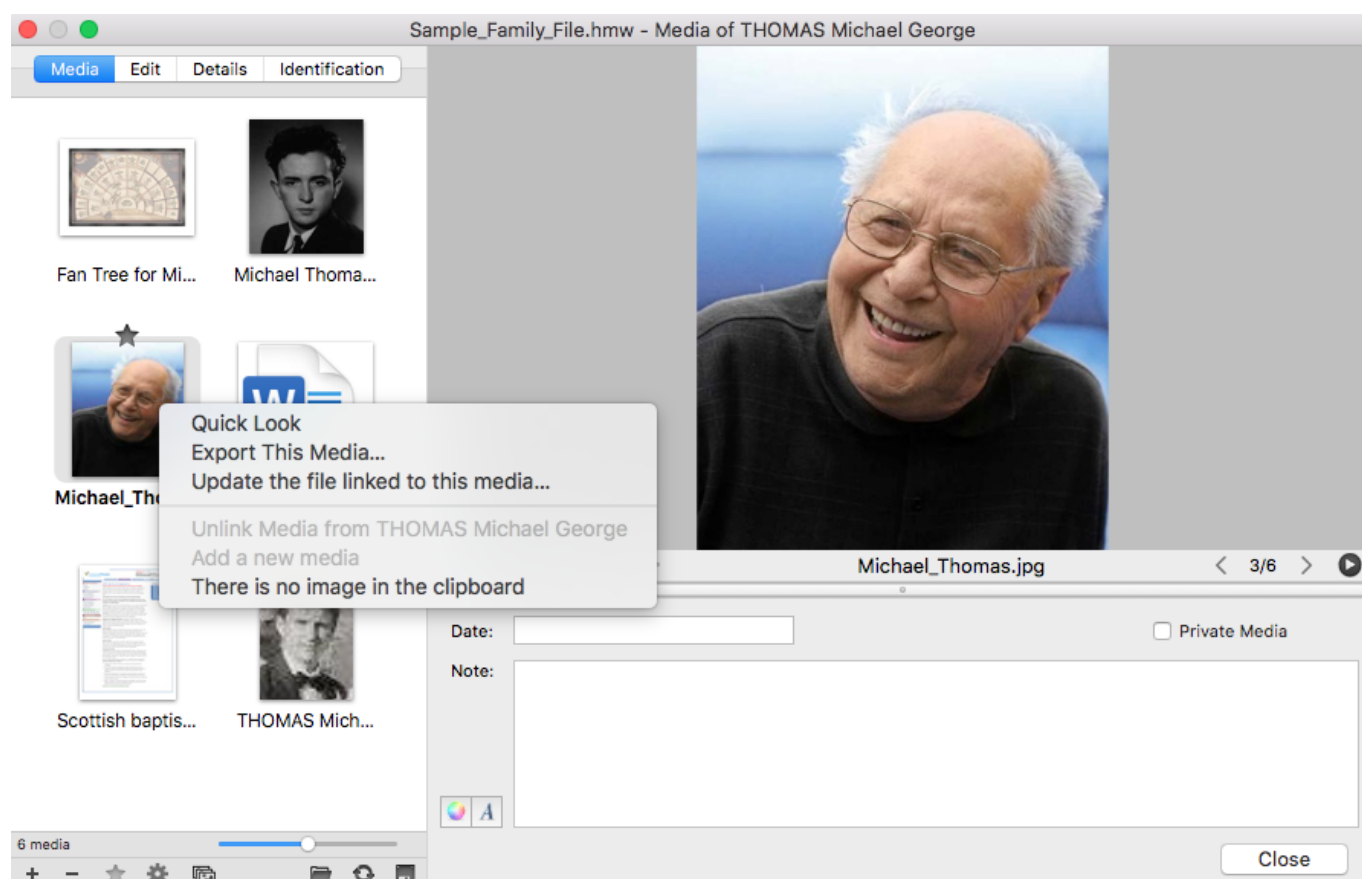 Sample_Family_File.hmw - Media of THOMAS Michael George
Media Edit Details Identification
Fan Tree for Mi... Michael Thoma...
W
Michael_Tho
Quick Look
Export This Media...
Update the file linked to this media...
Unlink Media from THOMAS Michael George
Add a new media
There is no image in the clipboard
Scottish baptis... THOMAS Mich...
6 media
Michael_Thomas.jpg
3/6
Date:
Private Media
Note:
A
Close